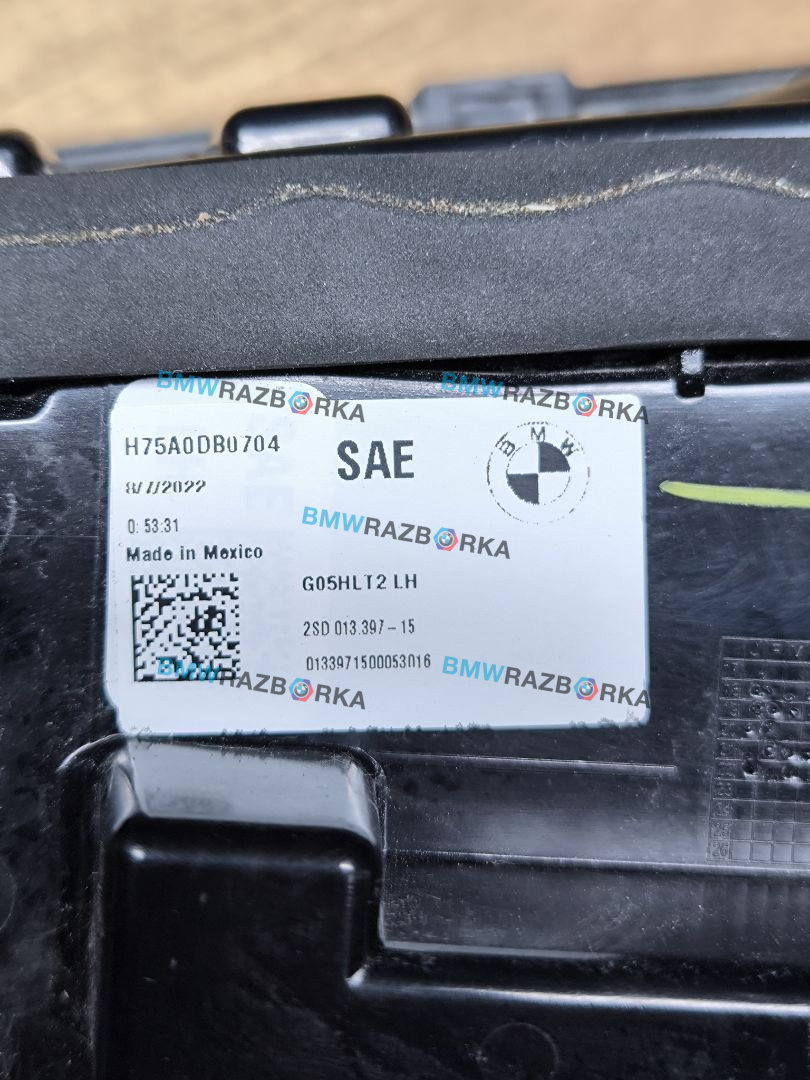 BMWRAZBORKA
BMWRAZBORKA
H75A0DB0704
SAE
BMW
8/7/2022
0: 53:31
BMWRAZBORKA
Made in Mexico
G05HLT2 LH
2SD 013.397-15
0133971500053016
BMWRAZBORKA
BMWRAZBORKA